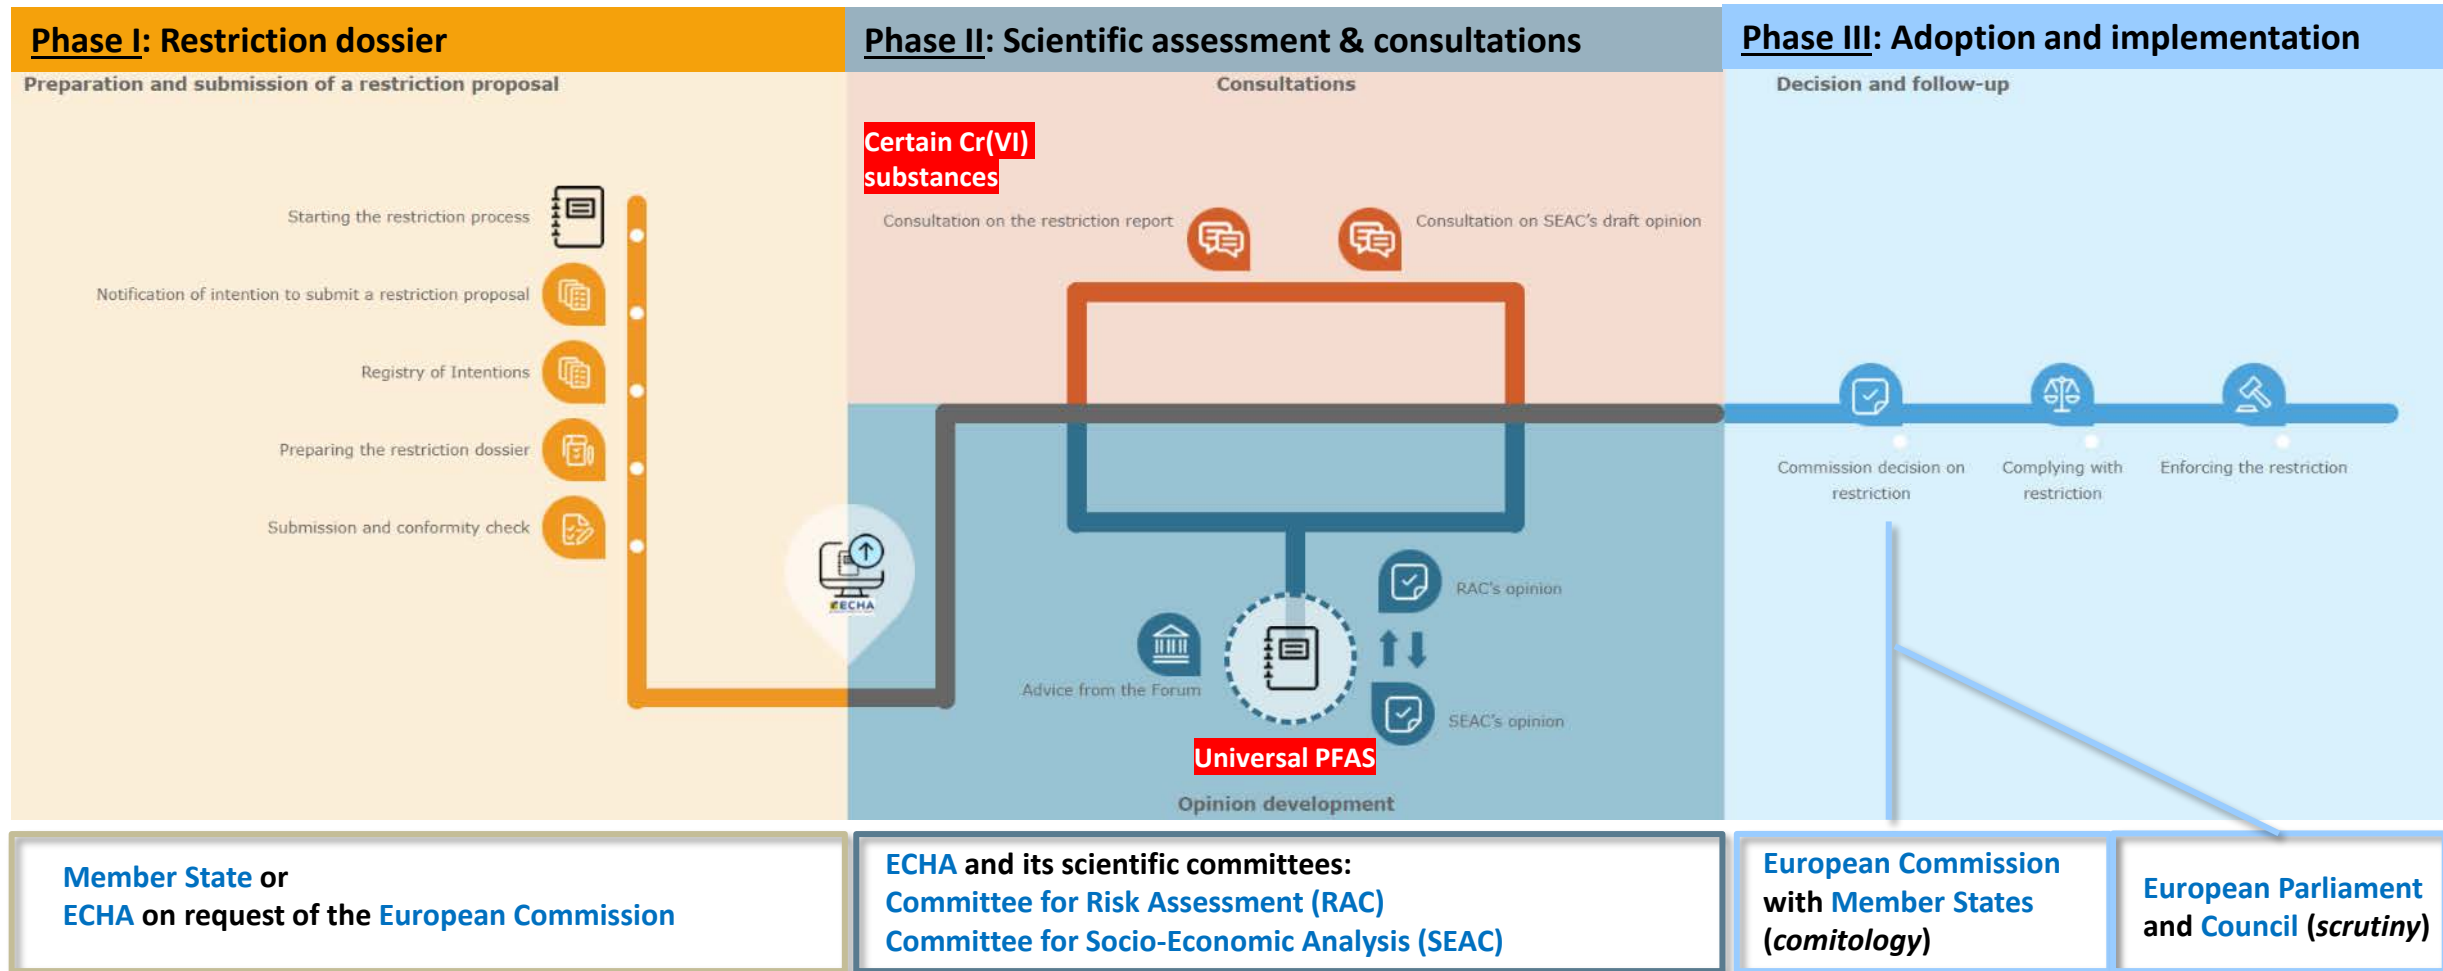 Phase I: Restriction dossier
Preparation and submission of a restriction proposal
Starting the restriction process
Notification of intention to submit a restriction proposal
Registry of Intentions
Preparing the restriction dossier
Submission and conformity check
ECHA
Member State or
ECHA on request of the European Commission
Phase II: Scientific assessment & consultations
Consultations
Certain Cr(VI)
substances
Consultation on the restriction report
Consultation on SEAC's draft opinion
RAC's opinion
Advice from the Forum
SEAC's opinion
Universal PFAS
Opinion development
ECHA and its scientific committees:
Committee for Risk Assessment (RAC)
Committee for Socio-Economic Analysis (SEAC)
Phase III: Adoption and implementation
Decision and follow-up
Commission decision on
restriction
Complying with
restriction
Enforcing the restriction
European Commission
with Member States
(comitology)
European Parliament
and Council (scrutiny)